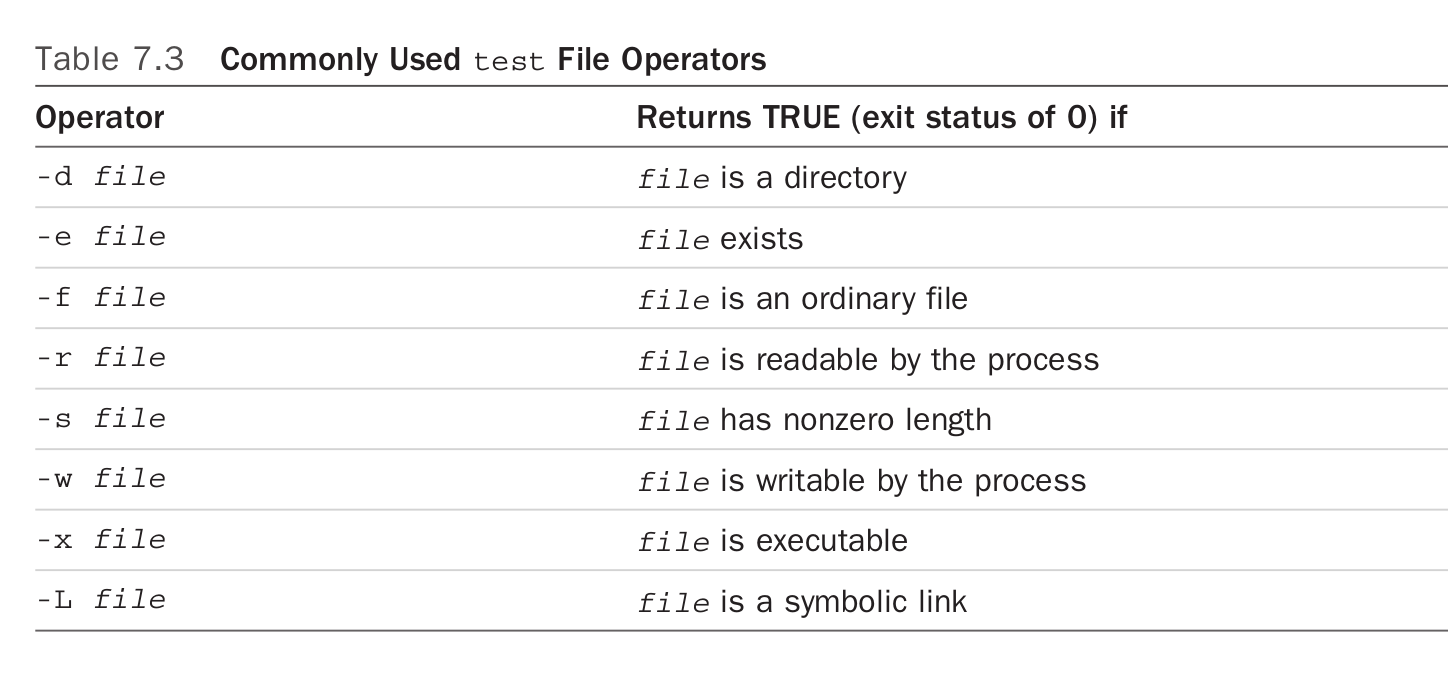 Table 7.3 Commonly Used test File Operators
Operator Returns TRUE (exit status of 0) if
-d file file is a directory
-e file file exists
-f file file is an ordinary file
-r file file is readable by the process
-s file file has nonzero length
-w file file is writable by the process
-x file file is executable
-L file file is a symbolic link